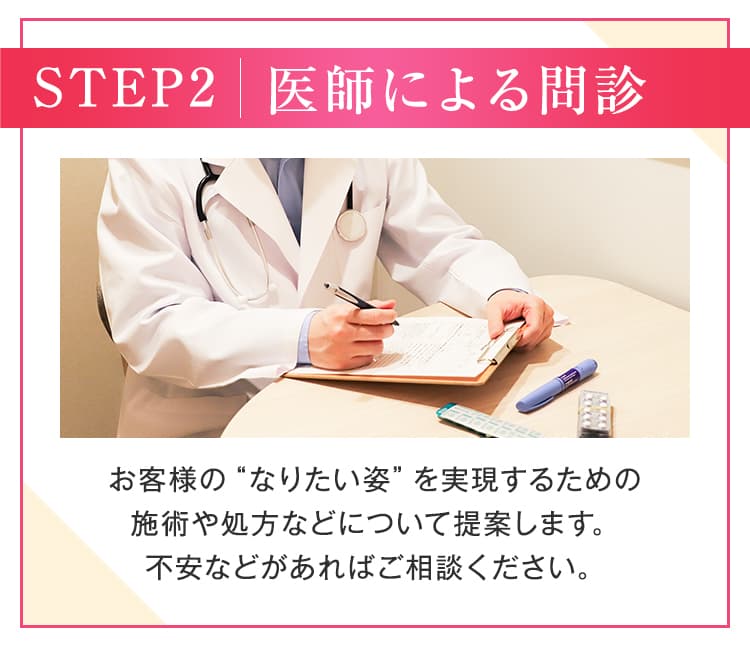 STEP2 医師による問診
お客様の“なりたい姿”を実現するための
施術や処方などについて提案します。
不安などがあればご相談ください。